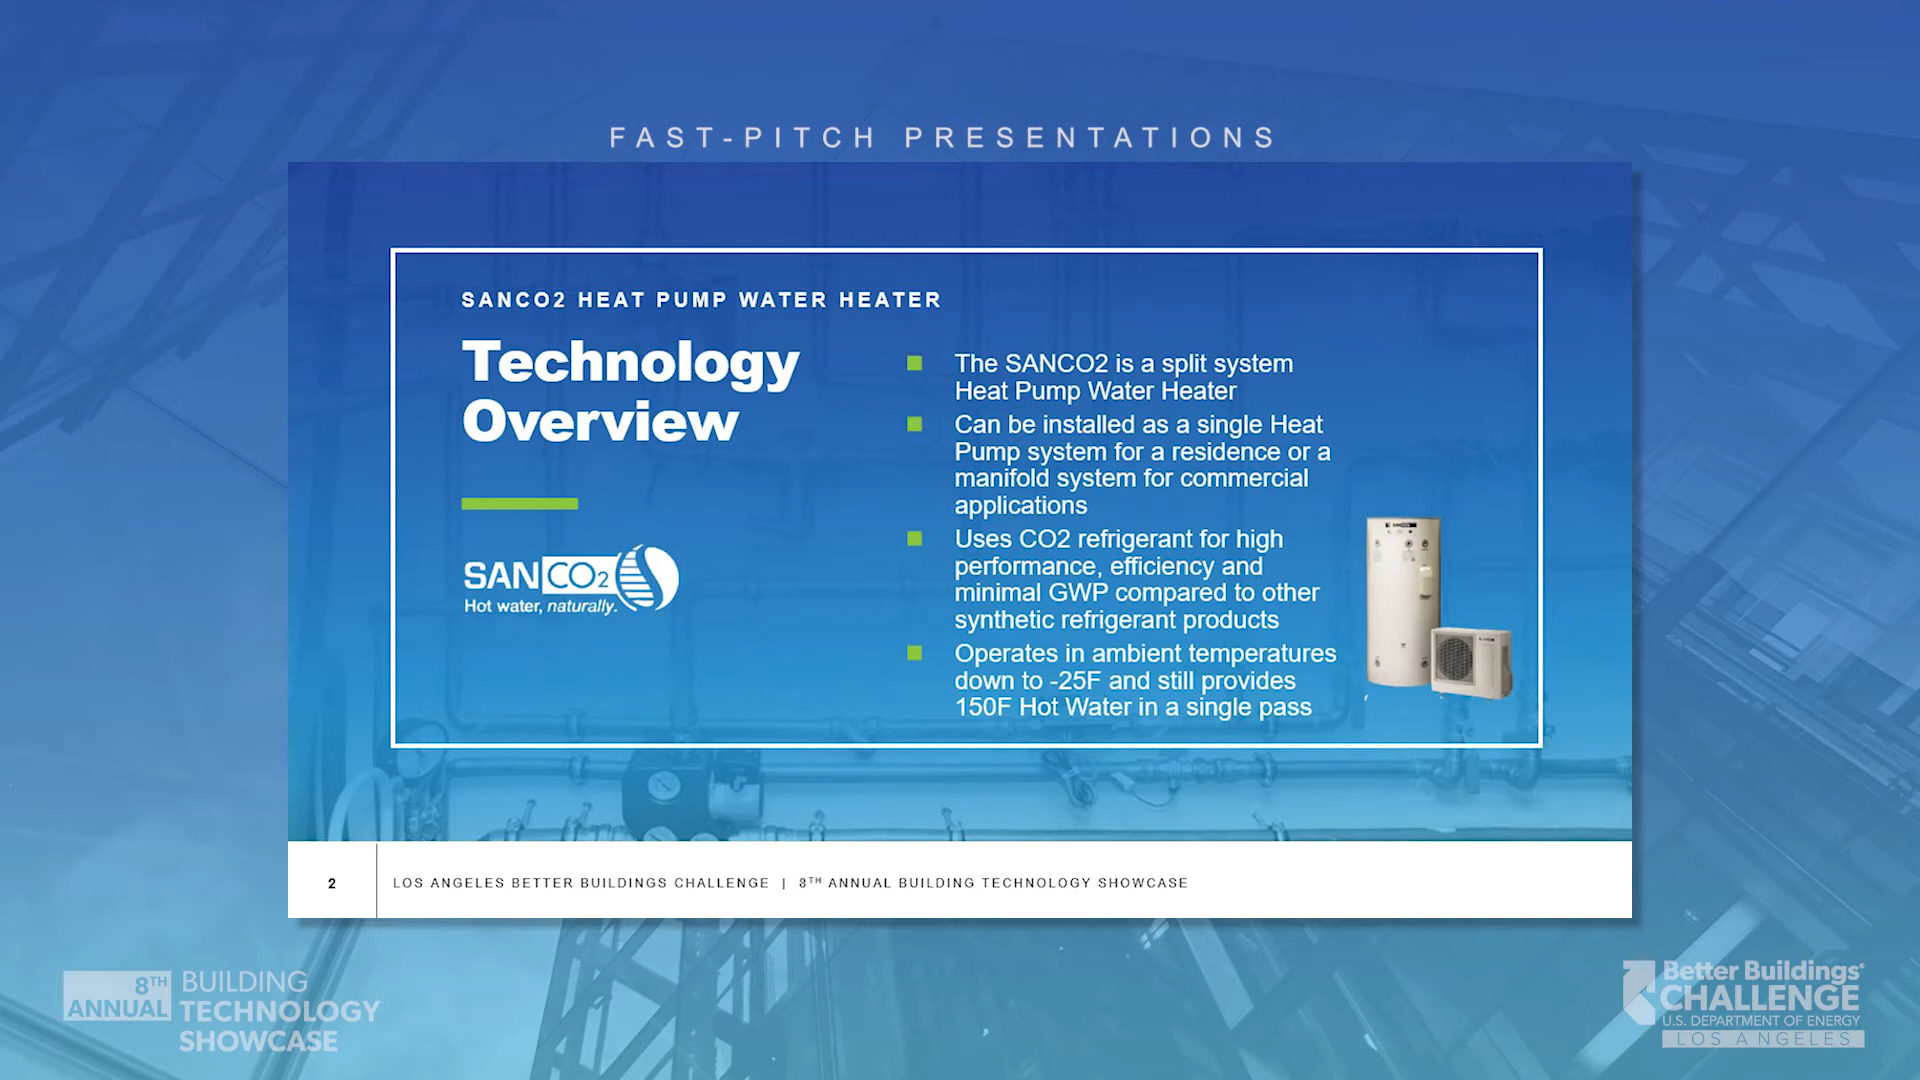 FAST-PITCH PRESENTATIONS
SANCO2 HEAT PUMP WATER HEATER
Technology
Overview
SANCO2
Hot water, naturally.
The SANCO2 is a split system
Heat Pump Water Heater
Can be installed as a single Heat
Pump system for a residence or a
manifold system for commercial
applications
Uses CO2 refrigerant for high
performance, efficiency and
minimal GWP compared to other
synthetic refrigerant products
Operates in ambient temperatures
down to -25F and still provides
150F Hot Water in a single pass
2
LOS ANGELES BETTER BUILDINGS CHALLENGE | 8TH ANNUAL BUILDING TECHNOLOGY SHOWCASE
8TH
ANNUAL
BUILDING
TECHNOLOGY
SHOWCASE
Better Buildings®
CHALLENGE
U.S. DEPARTMENT OF ENERGY
LOS ANGELES